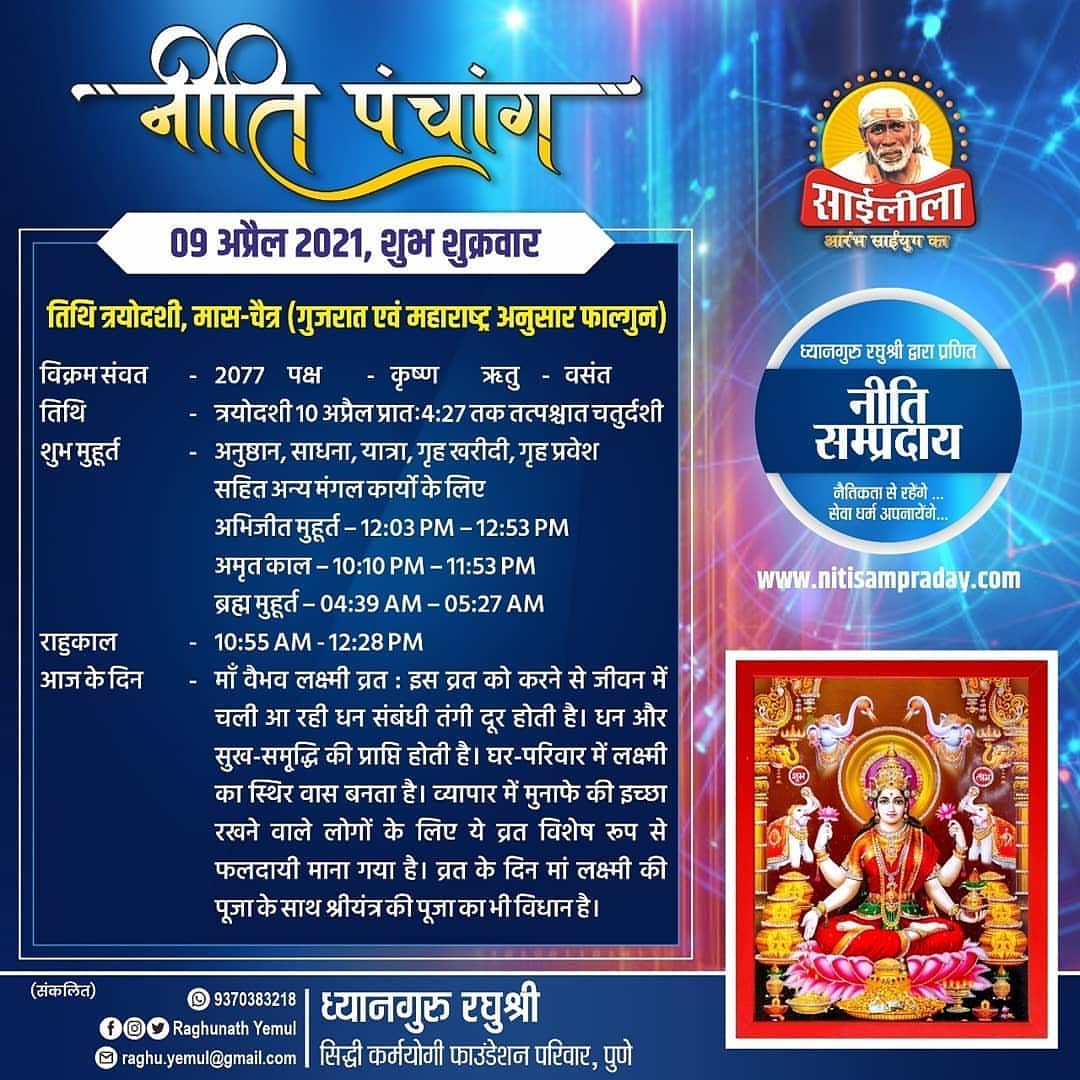 नीति पंचांग
साईलीला
आरंभ साईयुग का
09 अप्रैल 2021, शुभ शुक्रवार
तिथि त्रयोदशी, मास-चैत्र (गुजरात एवं महाराष्ट्र अनुसार फाल्गुन)
विक्रम संवत - 2077 पक्ष - कृष्ण ऋतु - वसंत
तिथि - त्रयोदशी 10 अप्रैल प्रातः4:27 तक तत्पश्चात चतुर्दशी
शुभ मुहूर्त - अनुष्ठान, साधना, यात्रा, गृह खरीदी, गृह प्रवेश
सहित अन्य मंगल कार्यो के लिए
अभिजीत मुहूर्त – 12:03 PM – 12:53 PM
अमृत काल – 10:10 PM – 11:53 PM
ब्रह्म मुहूर्त – 04:39 AM – 05:27 AM
राहुकाल - 10:55 AM - 12:28 PM
आज के दिन - माँ वैभव लक्ष्मी व्रत : इस व्रत को करने से जीवन में
चली आ रही धन संबंधी तंगी दूर होती है। धन और
सुख-समृद्धि की प्राप्ति होती है। घर-परिवार में लक्ष्मी
का स्थिर वास बनता है। व्यापार में मुनाफे की इच्छा
रखने वाले लोगों के लिए ये व्रत विशेष रूप से
फलदायी माना गया है। व्रत के दिन मां लक्ष्मी की
पूजा के साथ श्रीयंत्र की पूजा का भी विधान है।
ध्यानगुरु रघुश्री द्वारा प्रणित
नीति
सम्प्रदाय
नैतिकता से रहेंगे ...
सेवा धर्म अपनायेंगे...
www.nitisampraday.com
शुभ
लाभ
(संकलित)
9370383218
Raghunath Yemul
raghu.yemul@gmail.com
ध्यानगुरु रघुश्री
सिद्धी कर्मयोगी फाउंडेशन परिवार, पुणे